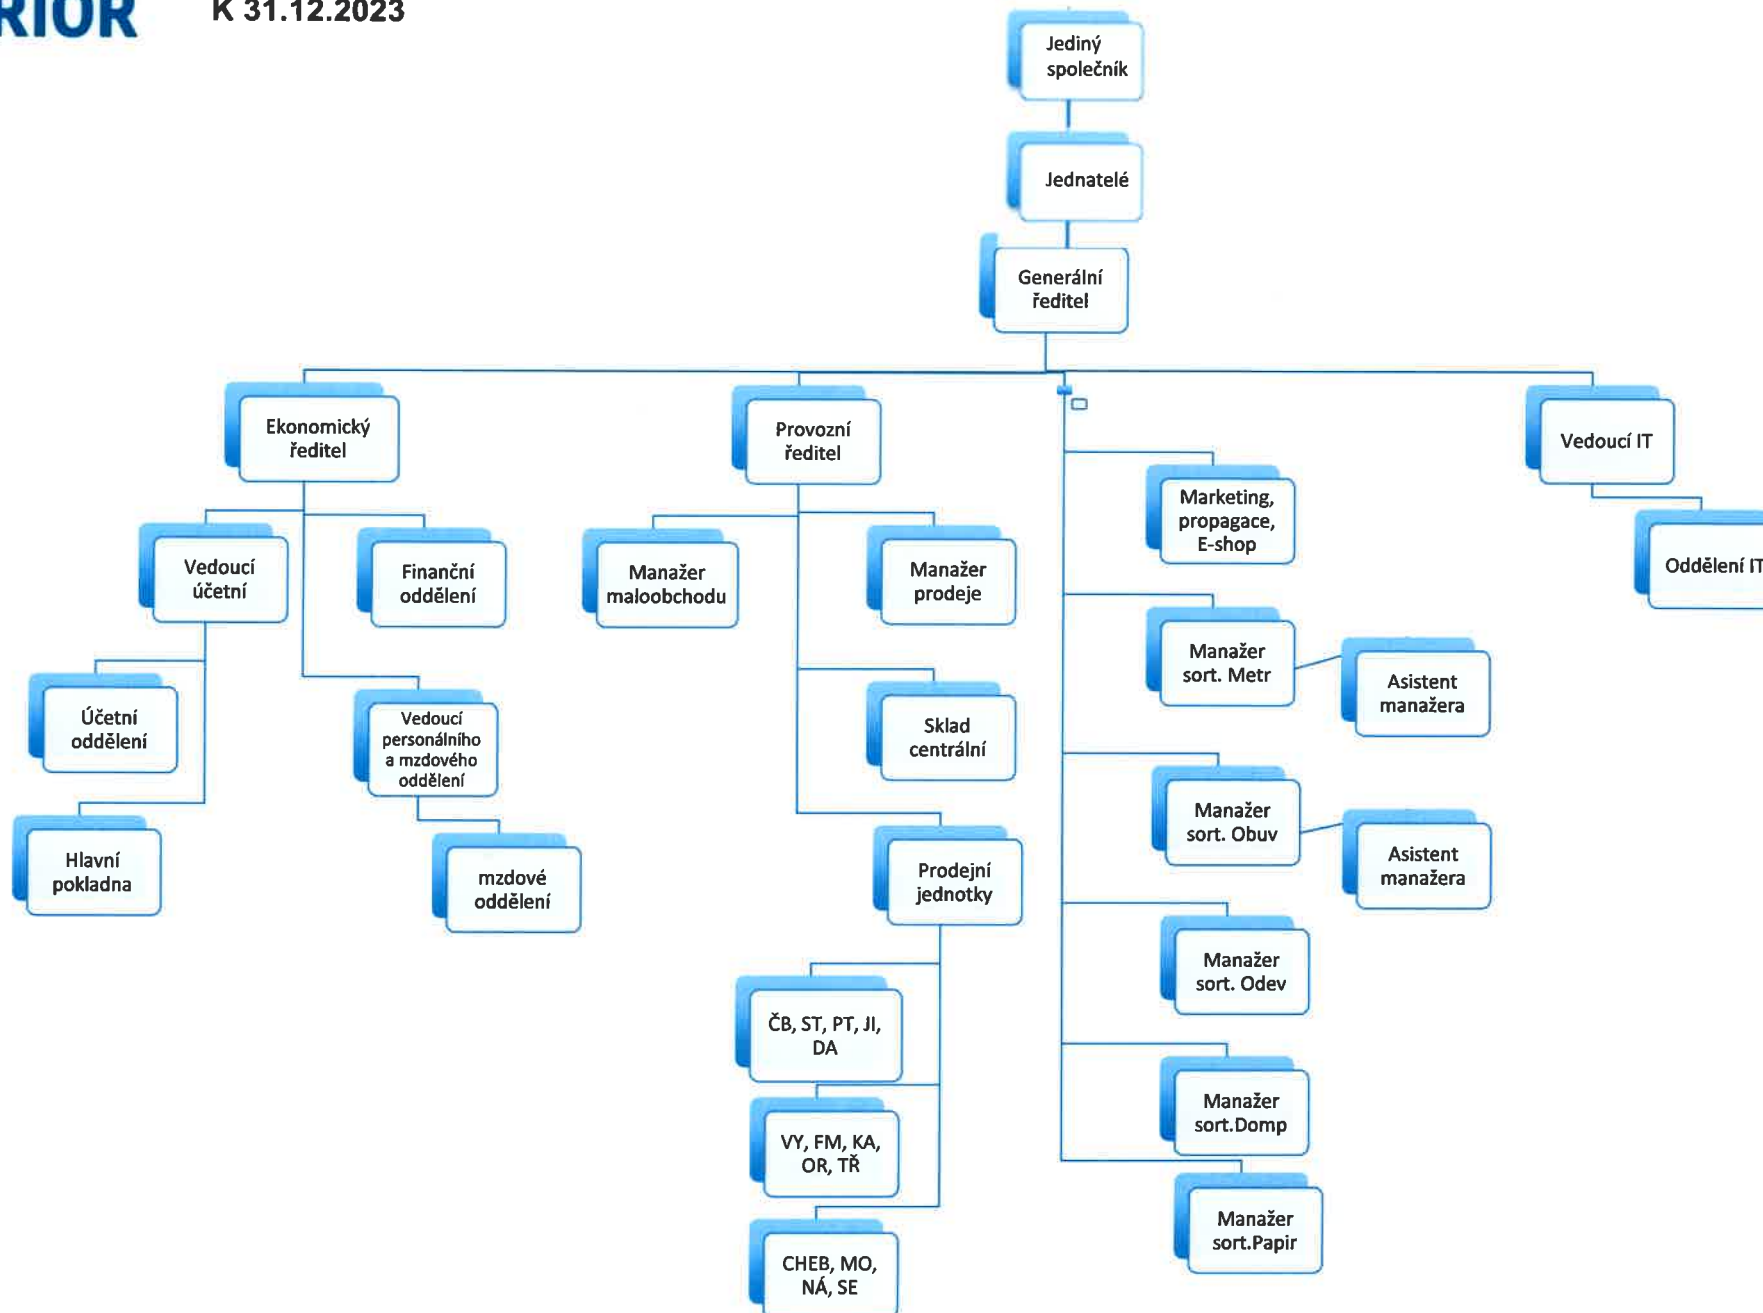 K 31.12.2023
Jediný
společník
Jednatelé
Generální
ředitel
Ekonomický
ředitel
Provozní
ředitel
Vedoucí IT
Marketing,
propagace,
E-shop
Oddělení IT
Vedoucí
účetní
Finanční
oddělení
Manažer
maloobchodu
Manažer
prodeje
Manažer
sort. Metr
Asistent
manažera
Účetní
oddělení
Vedoucí
personálního
a mzdového
oddělení
Sklad
centrální
Manažer
sort. Obuv
Asistent
manažera
Hlavní
pokladna
mzdové
oddělení
Prodejní
jednotky
Manažer
sort. Odev
ČB, ST, PT, JI,
DA
Manažer
sort.Domp
VY, FM, KA,
OR, TŘ
Manažer
sort.Papir
CHEB, MO,
NÁ, SE